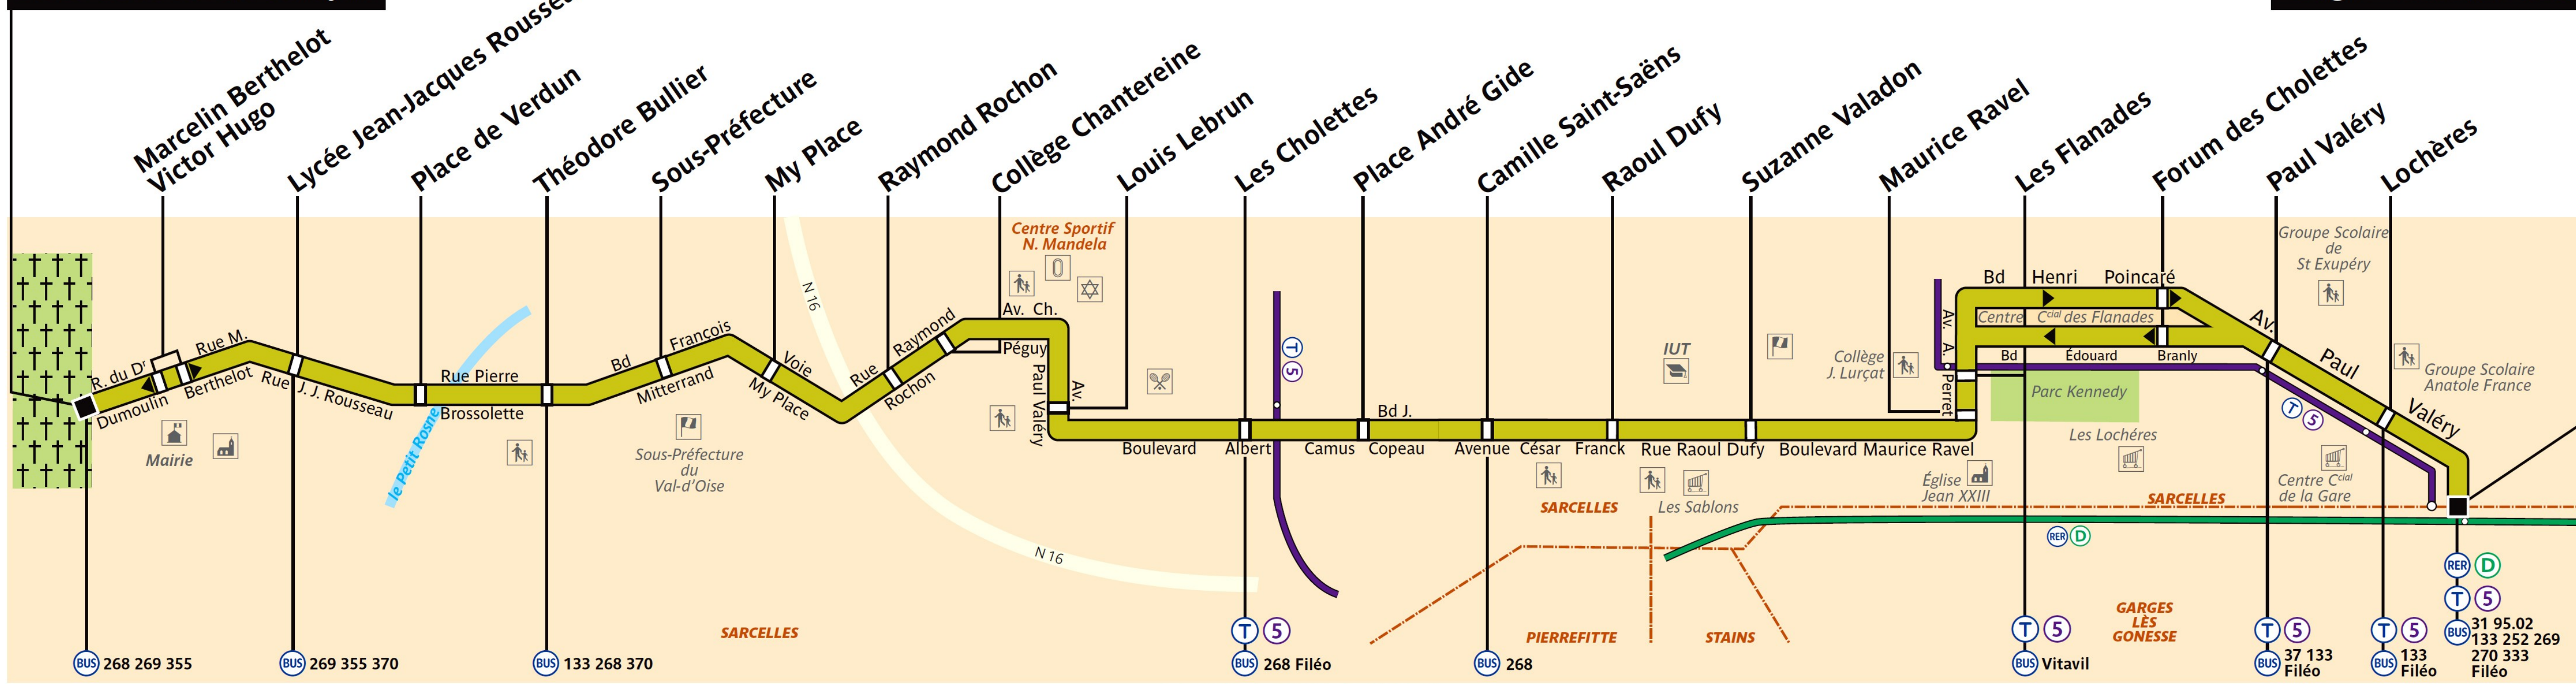 Marcelin Berthelot
Victor Hugo
Lycée Jean-Jacques
Place de Verdun
Théodore Bullier
Sous-Préfecture
My Place
Raymond Rochon
Collège Chantereine
Louis Lebrun
Les Cholettes
Place André Gide
Camille Saint-Saëns
Raoul Dufy
Suzanne Valadon
Maurice Ravel
Les Flanades
Forum des Cholettes
Paul Valéry
Lochères
R. du Dr
Dumoulin
Rue M.
Berthelot
Mairie
Rue J. J. Rousseau
le Petit Rosne
Rue Pierre
Brossolette
Bd François
Mitterrand
Sous-Préfecture
du
Val-d'Oise
Voie
My Place
N 16
N 16
Rue Raymond
Rochon
Centre Sportif
N. Mandela
Av. Ch.
Péguy
Av.
Paul Valéry
Boulevard Albert Camus
T 5
Bd J.
Copeau
Avenue César Franck
IUT
Rue Raoul Dufy
Boulevard Maurice Ravel
Les Sablons
Collège
J. Lurçat
Av. A.
Perret
Bd Henri Poincaré
Centre Ccial des Flanades
Bd Édouard Branly
Parc Kennedy
Les Lochéres
Église
Jean XXIII
Groupe Scolaire
de
St Exupéry
Av. Paul Valéry
T 5
Groupe Scolaire
Anatole France
Centre Ccial
de la Gare
SARCELLES
SARCELLES
SARCELLES
PIERREFITTE
STAINS
GARGES
LÈS
GONESSE
RER D
BUS 268 269 355
BUS 269 355 370
BUS 133 268 370
T 5
BUS 268 Filéo
BUS 268
T 5
BUS Vitavil
T 5
BUS 37 133
Filéo
T 5
BUS 133
Filéo
RER D
T 5
BUS 31 95.02
133 252 269
270 333
Filéo